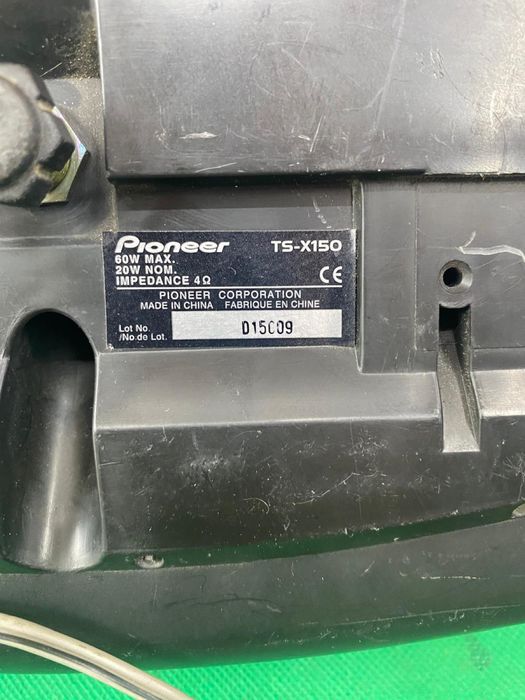 Pioneer TS-X150
60W MAX.
20W NOM.
IMPEDANCE 4Ω CE
PIONEER CORPORATION
MADE IN CHINA FABRIQUE EN CHINE
Lot No.
/No.de Lot. D15009